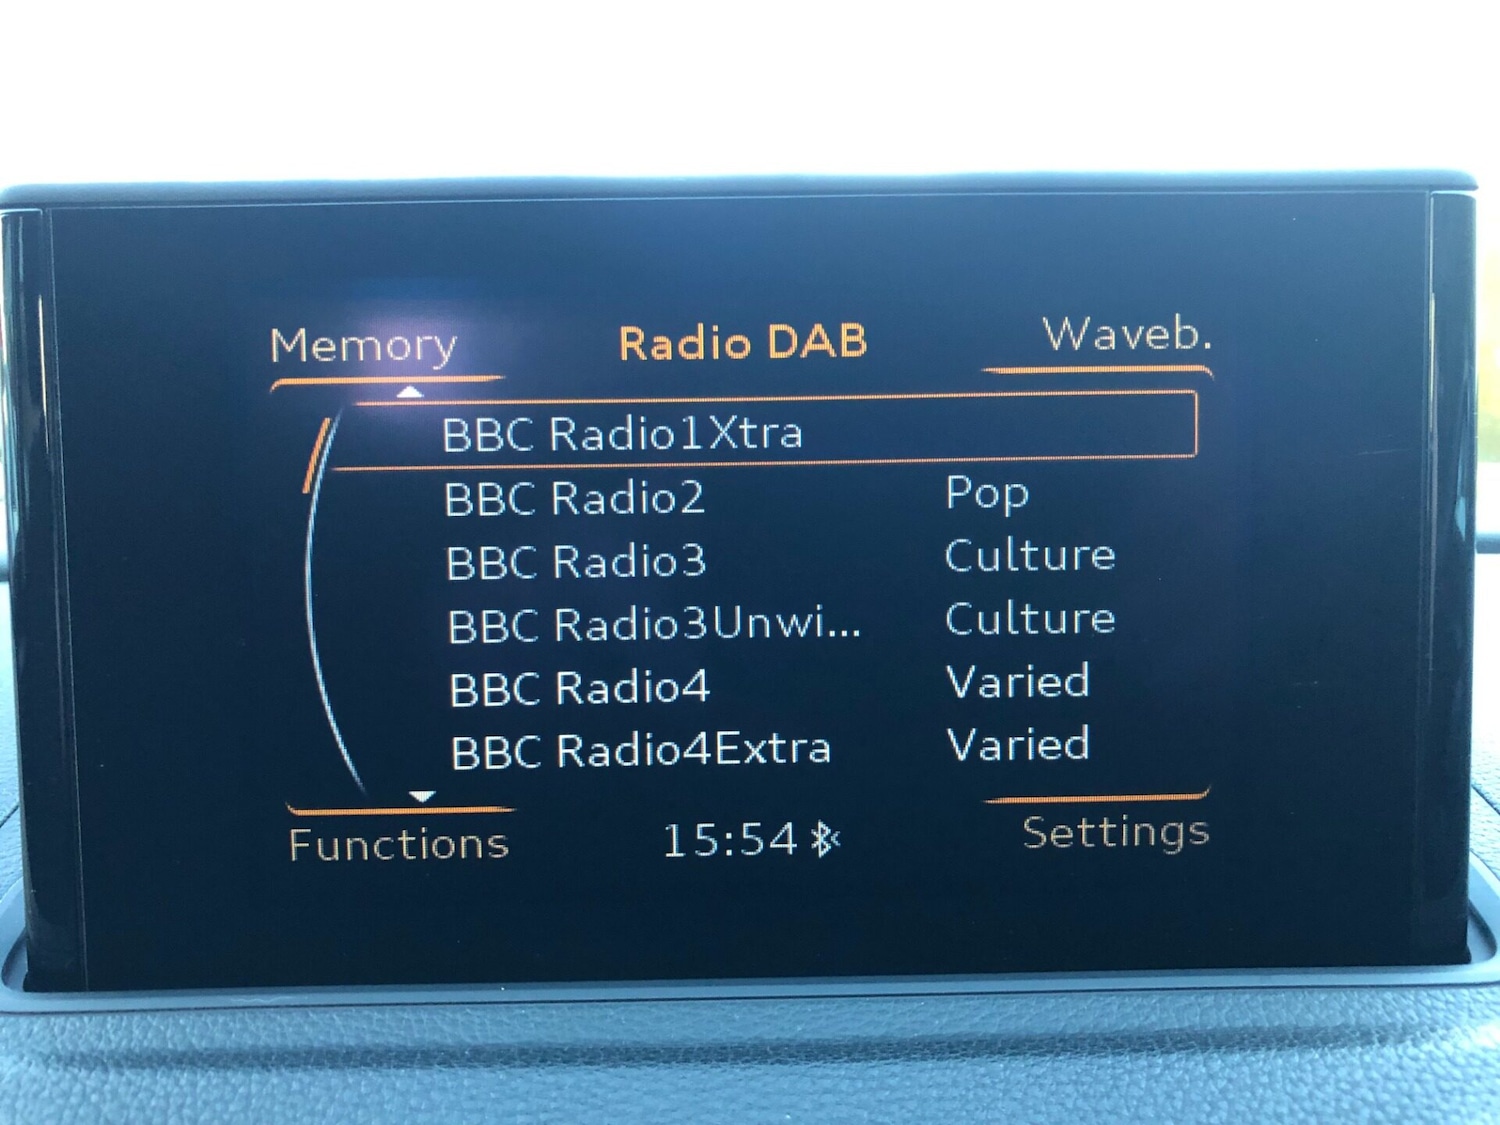 Memory Radio DAB Waveb.
BBC Radio1Xtra
BBC Radio2 Pop
BBC Radio3 Culture
BBC Radio3Unwi... Culture
BBC Radio4 Varied
BBC Radio4Extra Varied
Functions 15:54 Settings